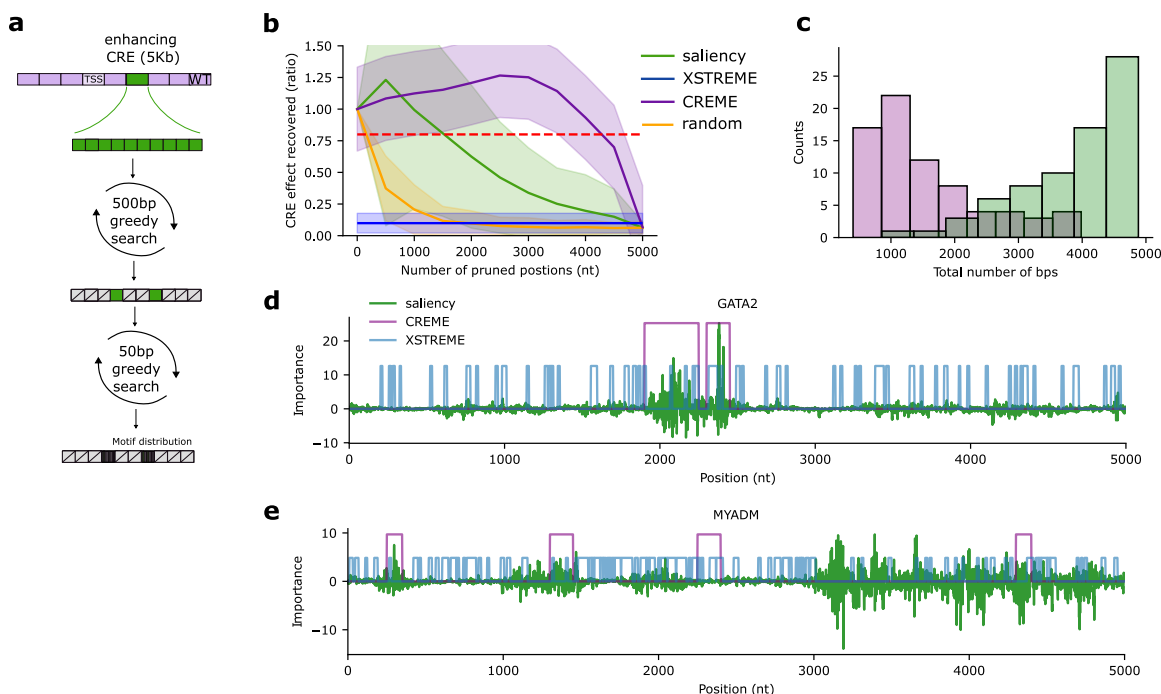 a
enhancing
CRE (5Kb)
TSS
WT
500bp
greedy
search
50bp
greedy
search
Motif distribution
b
CRE effect recovered (ratio)
1.50
1.25
1.00
0.75
0.50
0.25
0.00
0
1000
2000
3000
4000
5000
Number of pruned postions (nt)
saliency
XSTREME
CREME
random
c
Counts
25
20
15
10
5
0
1000
2000
3000
4000
5000
Total number of bps
d
GATA2
saliency
CREME
XSTREME
Importance
20
10
0
−10
0
1000
2000
3000
4000
5000
Position (nt)
e
MYADM
Importance
10
0
−10
0
1000
2000
3000
4000
5000
Position (nt)